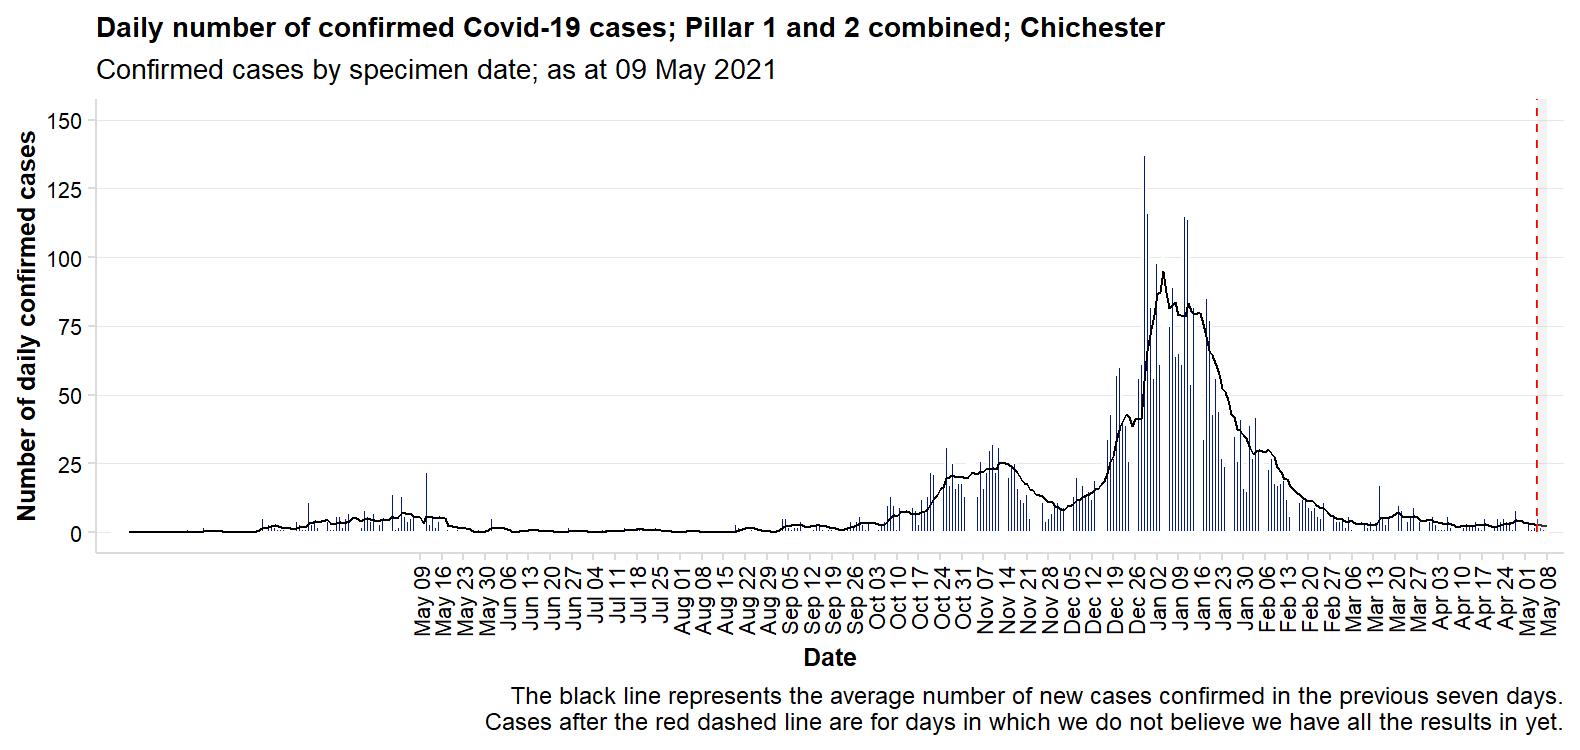 Daily number of confirmed Covid-19 cases; Pillar 1 and 2 combined; Chichester
Confirmed cases by specimen date; as at 09 May 2021
Number of daily confirmed cases
150
125
100
75
50
25
0
May 09
May 16
May 23
May 30
Jun 06
Jun 13
Jun 20
Jun 27
Jul 04
Jul 11
Jul 18
Jul 25
Aug 01
Aug 08
Aug 15
Aug 22
Aug 29
Sep 05
Sep 12
Sep 19
Sep 26
Oct 03
Oct 10
Oct 17
Oct 24
Oct 31
Nov 07
Nov 14
Nov 21
Nov 28
Dec 05
Dec 12
Dec 19
Dec 26
Jan 02
Jan 09
Jan 16
Jan 23
Jan 30
Feb 06
Feb 13
Feb 20
Feb 27
Mar 06
Mar 13
Mar 20
Mar 27
Apr 03
Apr 10
Apr 17
Apr 24
May 01
May 08
Date
The black line represents the average number of new cases confirmed in the previous seven days.
Cases after the red dashed line are for days in which we do not believe we have all the results in yet.